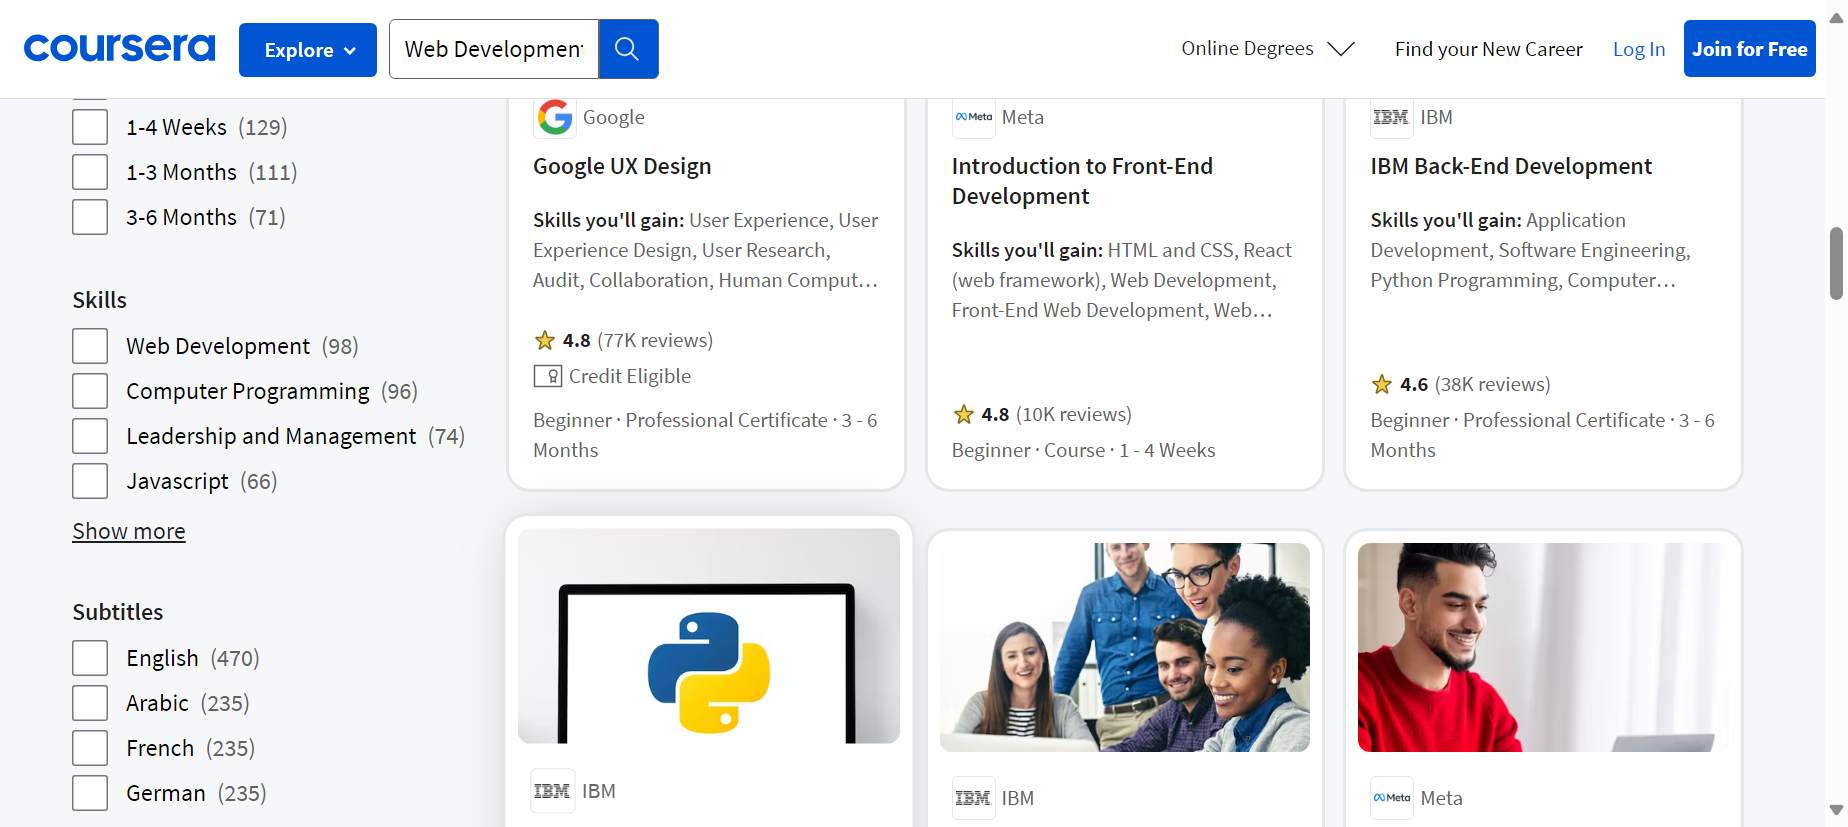 coursera
Explore
Web Development
Online Degrees
Find your New Career
Log In
Join for Free
1-4 Weeks (129)
1-3 Months (111)
3-6 Months (71)
Skills
Web Development (98)
Computer Programming (96)
Leadership and Management (74)
Javascript (66)
Show more
Subtitles
English (470)
Arabic (235)
French (235)
German (235)
Google
Google UX Design
Skills you'll gain: User Experience, User
Experience Design, User Research,
Audit, Collaboration, Human Comput…
4.8 (77K reviews)
Credit Eligible
Beginner · Professional Certificate · 3 - 6
Months
Meta
Meta
Introduction to Front-End
Development
Skills you'll gain: HTML and CSS, React
(web framework), Web Development,
Front-End Web Development, Web…
4.8 (10K reviews)
Beginner · Course · 1 - 4 Weeks
IBM
IBM
IBM Back-End Development
Skills you'll gain: Application
Development, Software Engineering,
Python Programming, Computer…
4.6 (38K reviews)
Beginner · Professional Certificate · 3 - 6
Months
IBM
IBM
IBM
IBM
Meta
Meta